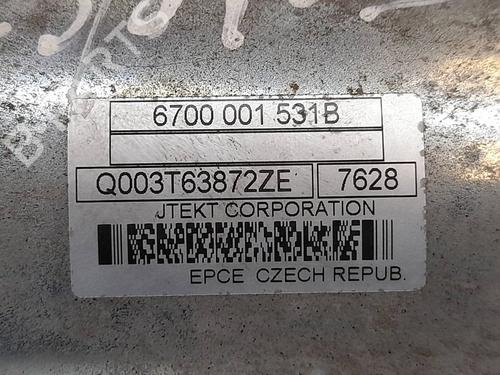 6700 001 531B
Q003T63872ZE 7628
JTEKT CORPORATION
EPCE CZECH REPUB.